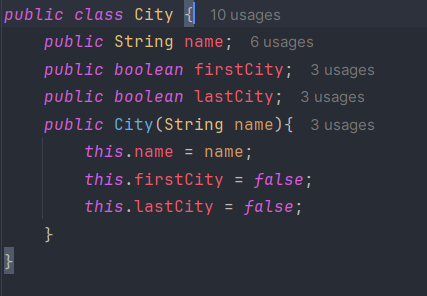 public class City { 10 usages
public String name; 6 usages
public boolean firstCity; 3 usages
public boolean lastCity; 3 usages
public City(String name){ 3 usages
this.name = name;
this.firstCity = false;
this.lastCity = false;
}
}